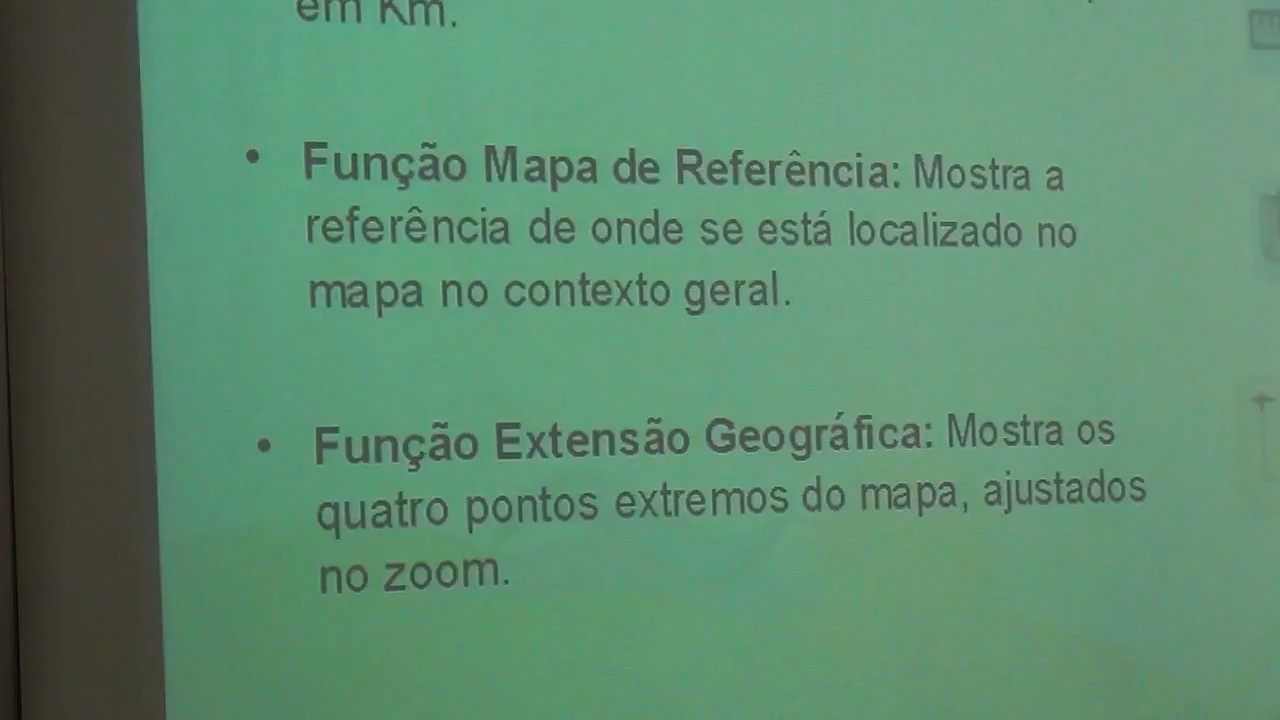 em Km.
• Função Mapa de Referência: Mostra a
referência de onde se está localizado no
mapa no contexto geral.
• Função Extensão Geográfica: Mostra os
quatro pontos extremos do mapa, ajustados
no zoom.